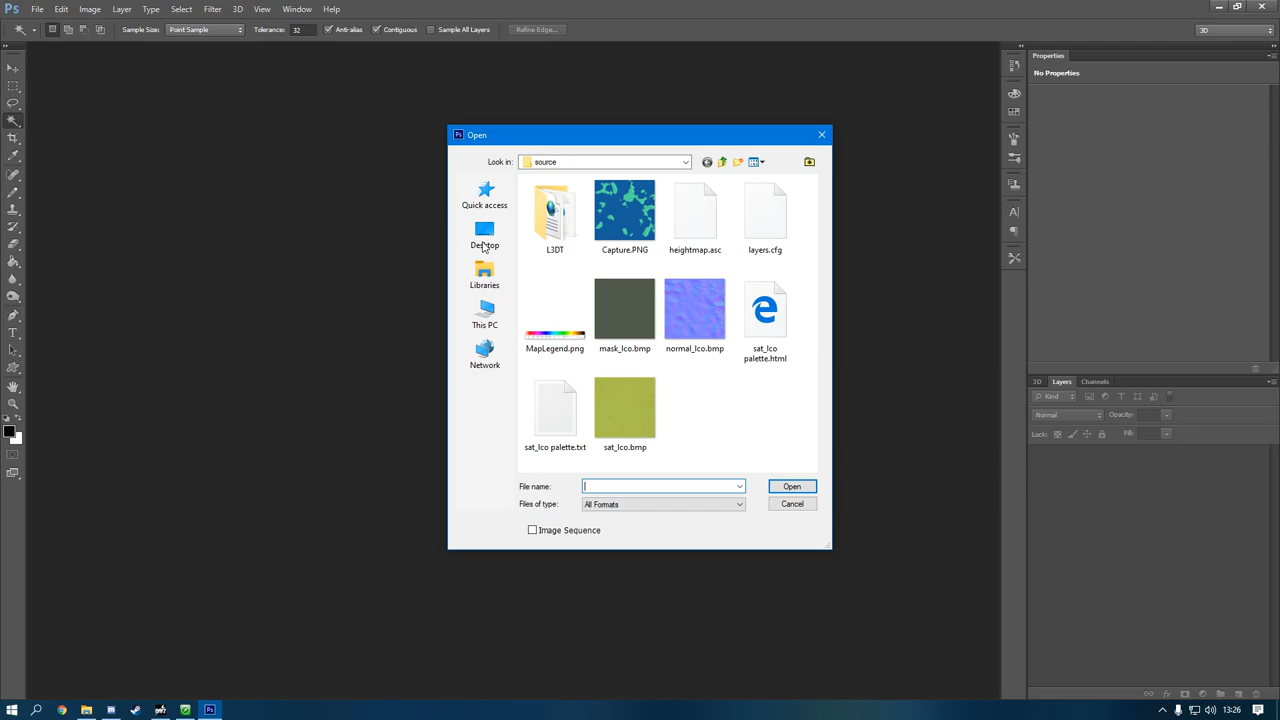 Ps File Edit Image Layer Type Select Filter 3D View Window Help
Sample Size: Point Sample Tolerance: 32 Anti-alias Contiguous Sample All Layers Refine Edge... 3D
Properties
No Properties
Ps Open
Look in: source
Quick access
Desktop
Libraries
This PC
Network
L3DT Capture.PNG heightmap.asc layers.cfg
MapLegend.png mask_lco.bmp normal_lco.bmp sat_lco
palette.html
sat_lco palette.txt sat_lco.bmp
File name: Open
Files of type: All Formats Cancel
Image Sequence
3D Layers Channels
Kind
Normal Opacity:
Lock: Fill:
Ps 13:26